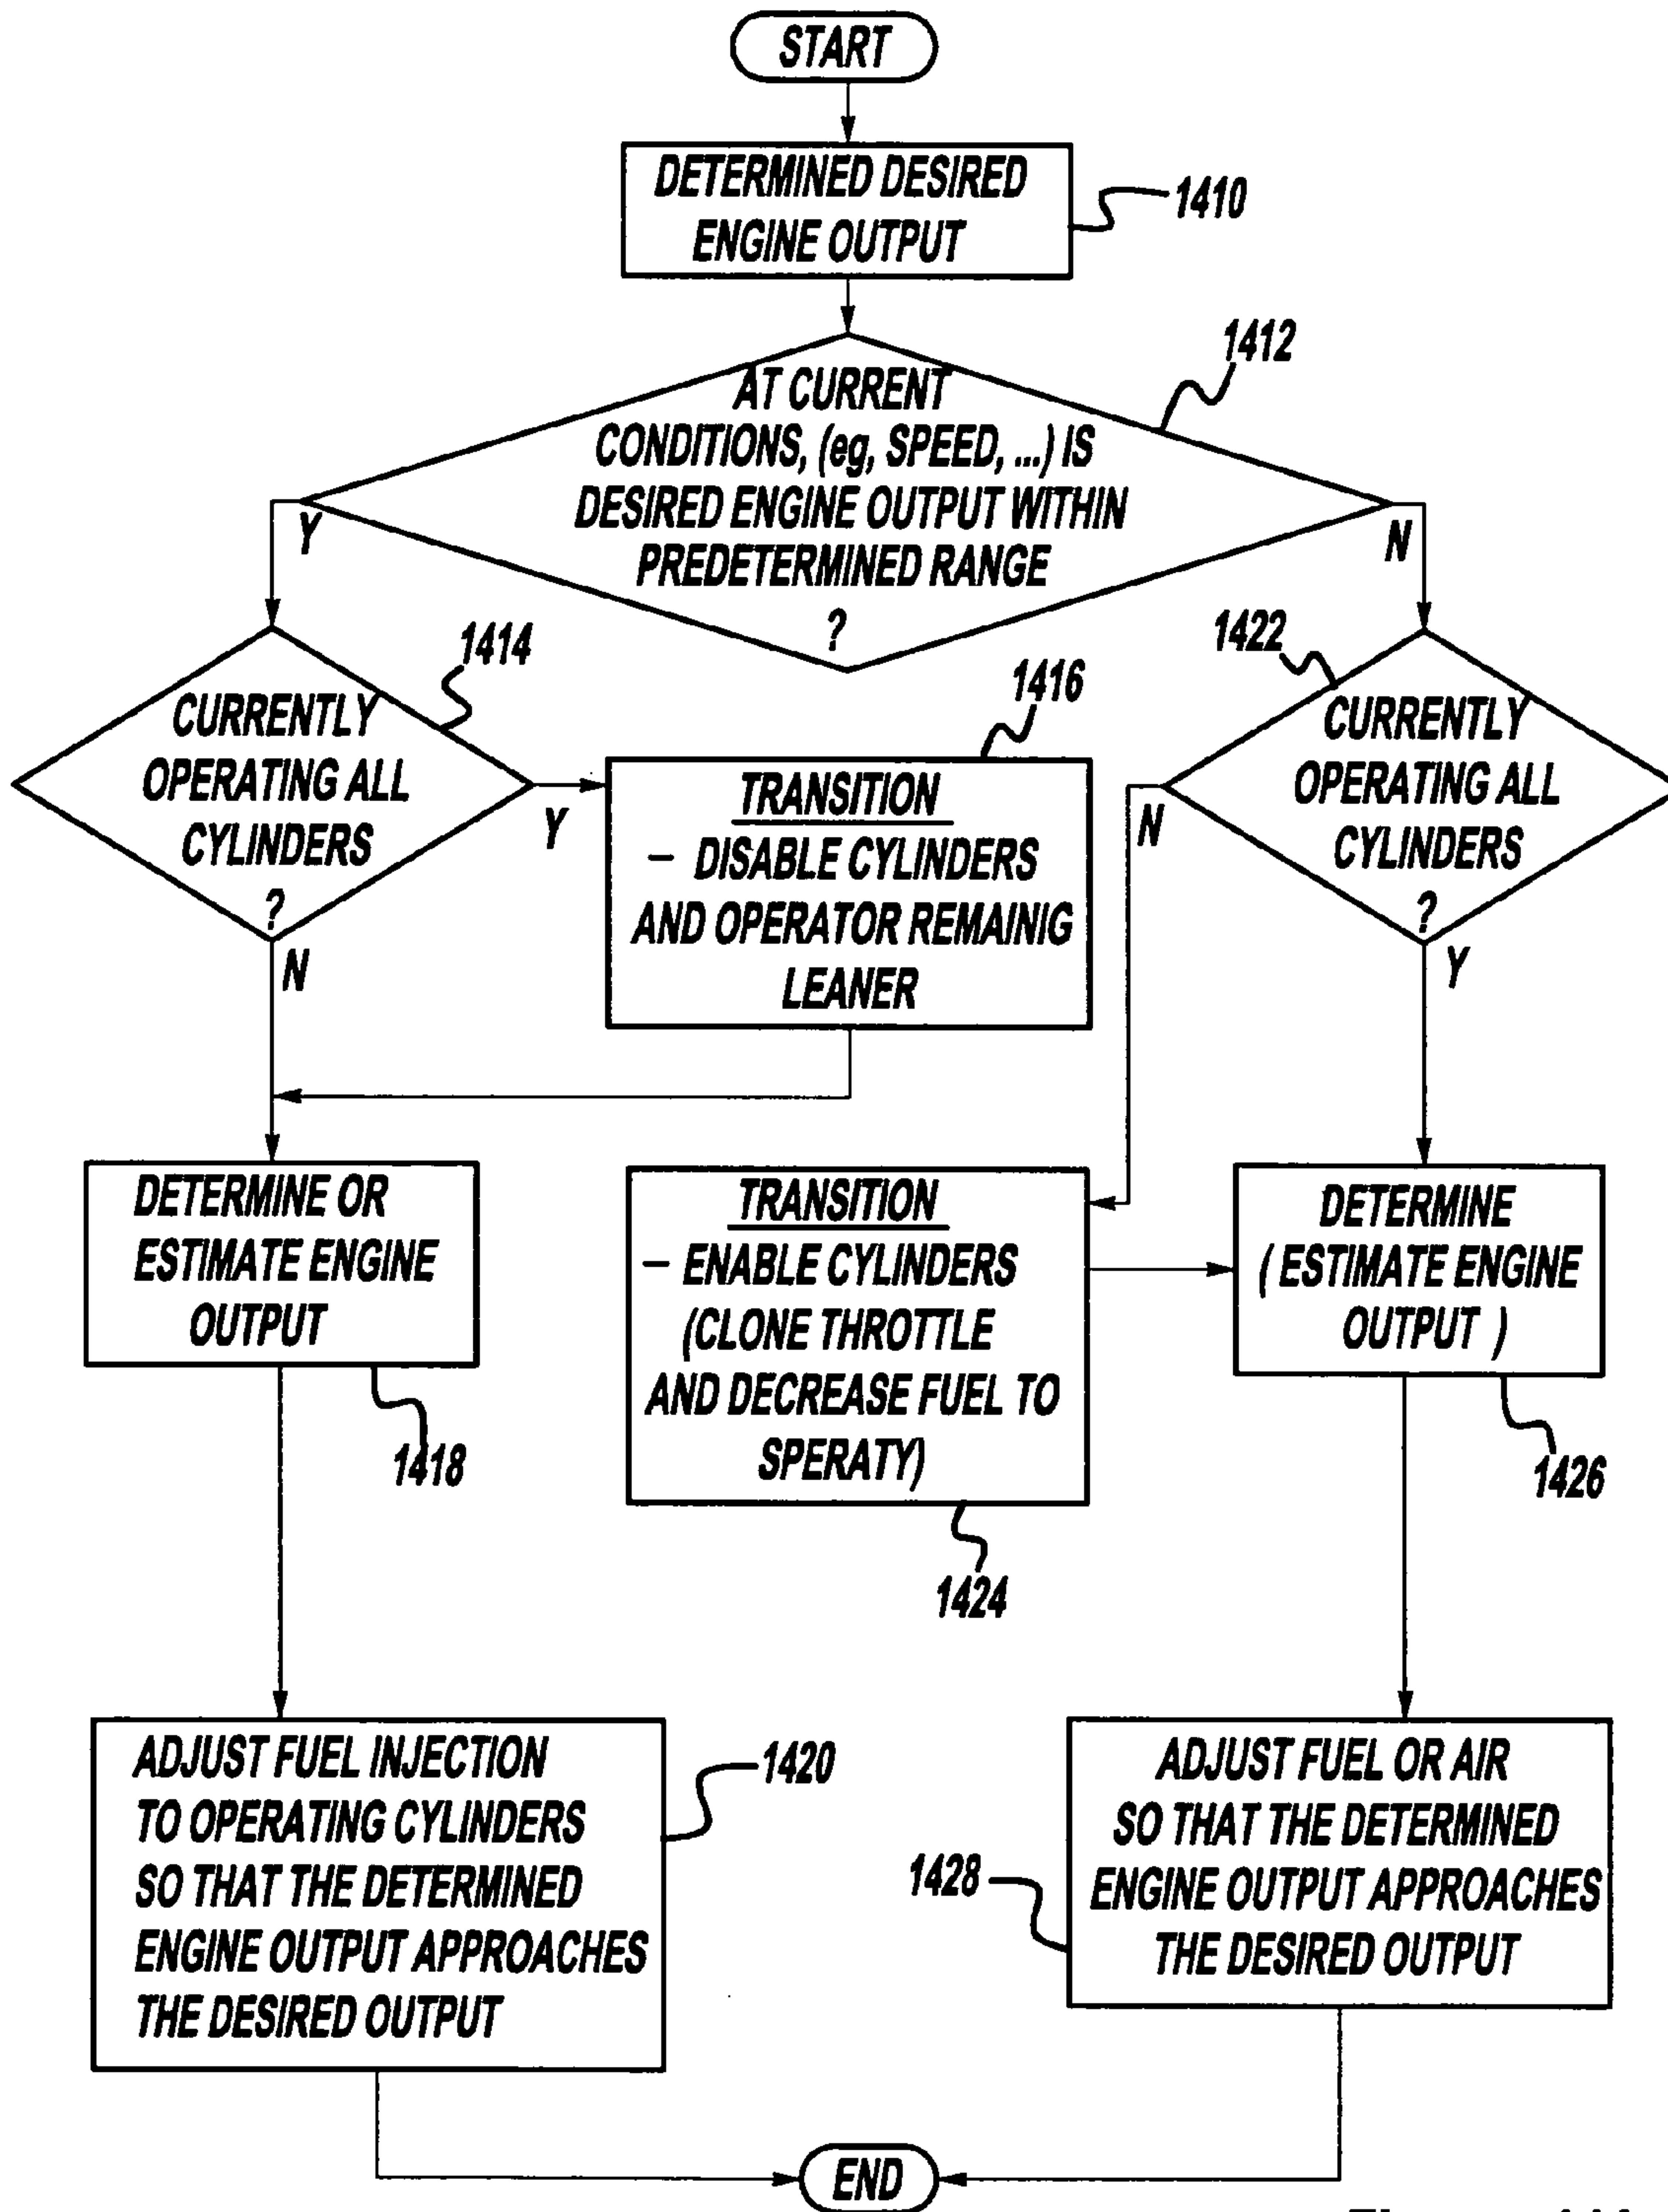 START
DETERMINED DESIRED
ENGINE OUTPUT
1410
1412
AT CURRENT
CONDITIONS, (eg, SPEED, ...) IS
DESIRED ENGINE OUTPUT WITHIN
PREDETERMINED RANGE
?
Y
N
1414
CURRENTLY
OPERATING ALL
CYLINDERS
?
Y
N
1416
TRANSITION
- DISABLE CYLINDERS
AND OPERATOR REMAINIG
LEANER
1422
CURRENTLY
OPERATING ALL
CYLINDERS
?
N
Y
DETERMINE OR
ESTIMATE ENGINE
OUTPUT
1418
TRANSITION
- ENABLE CYLINDERS
(CLONE THROTTLE
AND DECREASE FUEL TO
SPERATY)
1424
DETERMINE
( ESTIMATE ENGINE
OUTPUT )
1426
ADJUST FUEL INJECTION
TO OPERATING CYLINDERS
SO THAT THE DETERMINED
ENGINE OUTPUT APPROACHES
THE DESIRED OUTPUT
1420
ADJUST FUEL OR AIR
SO THAT THE DETERMINED
ENGINE OUTPUT APPROACHES
THE DESIRED OUTPUT
1428
END